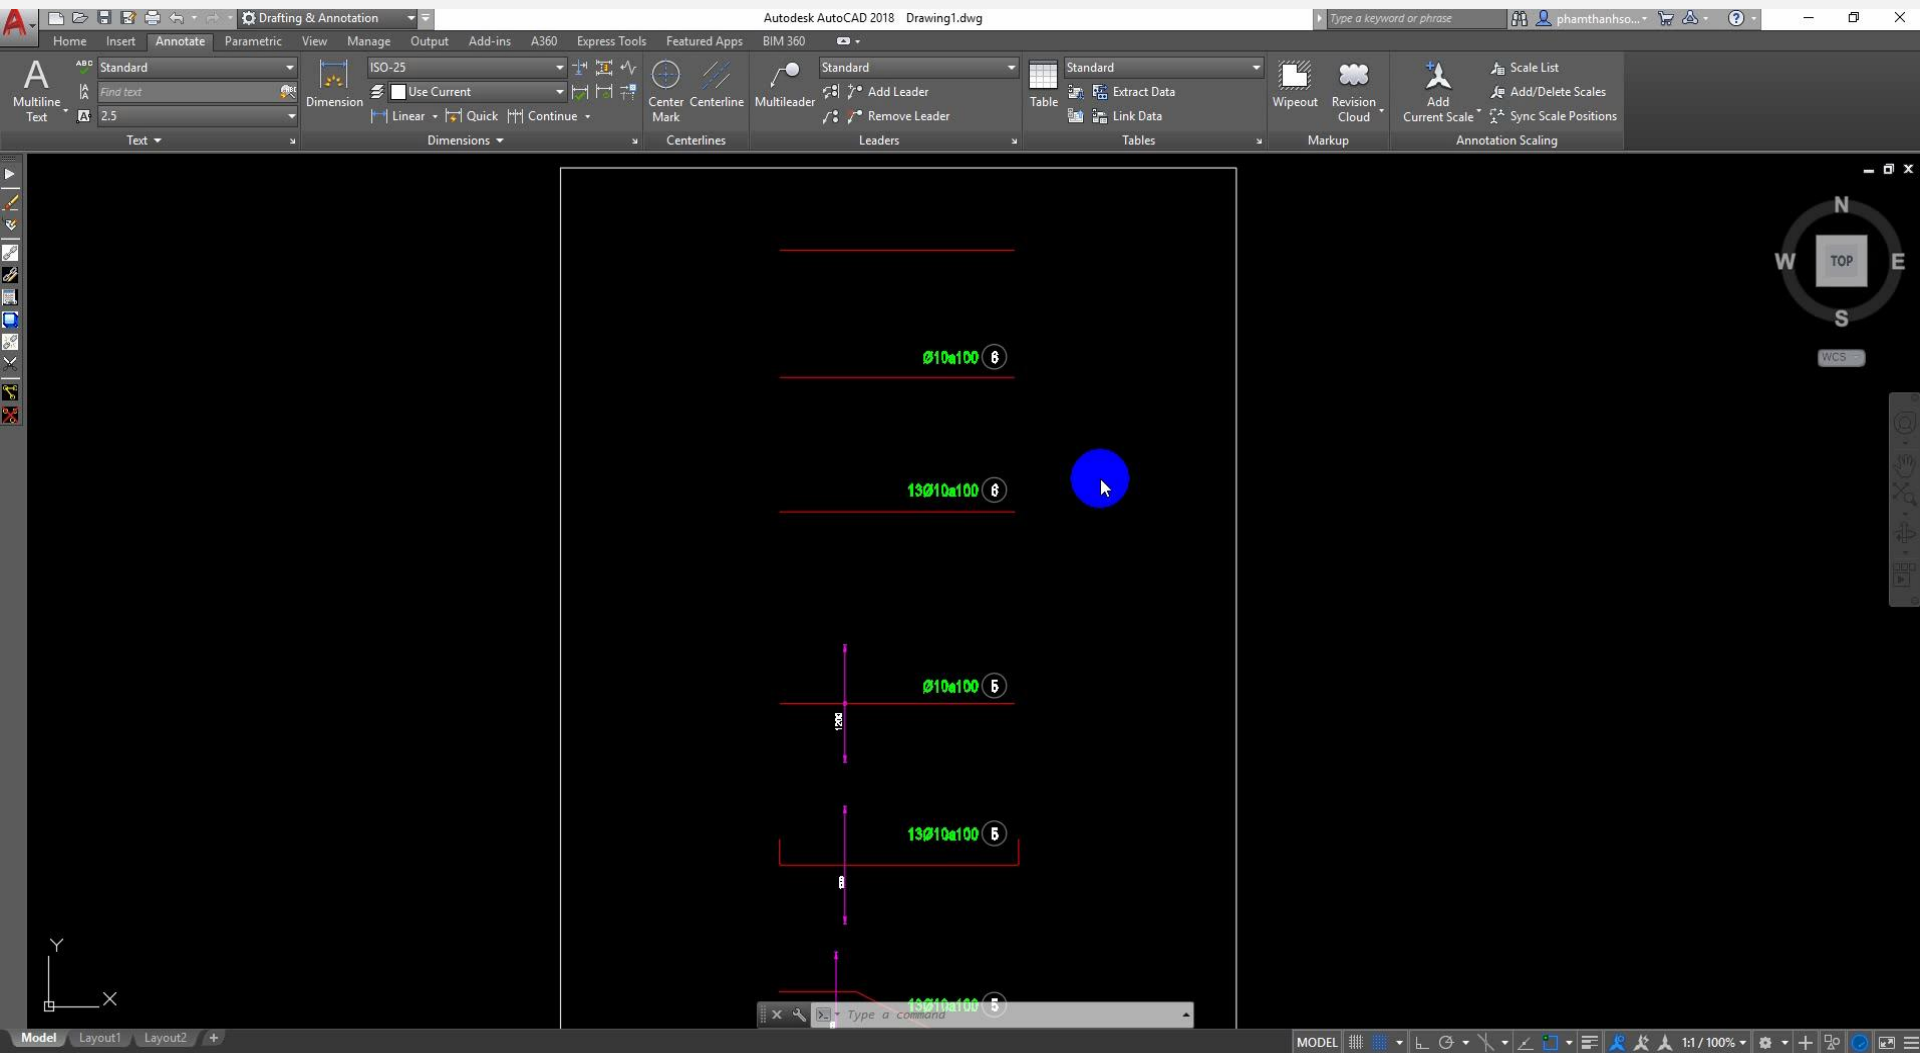 Drafting & Annotation
Autodesk AutoCAD 2018 Drawing1.dwg
Type a keyword or phrase
phamthanhso...
Home Insert Annotate Parametric View Manage Output Add-ins A360 Express Tools Featured Apps BIM 360
Multiline Text
ABC Standard
Find text
2.5
Text
Dimension
ISO-25
Use Current
Linear Quick Continue
Dimensions
Center Mark
Centerline
Centerlines
Multileader
Standard
Add Leader
Remove Leader
Leaders
Table
Standard
Extract Data
Link Data
Tables
Wipeout
Revision Cloud
Markup
Add Current Scale
Scale List
Add/Delete Scales
Sync Scale Positions
Annotation Scaling
N
W TOP E
S
WCS
Ø10a100 6
13Ø10a100 6
Ø10a100 5
1200
13Ø10a100 5
13Ø10a100 5
Y
X
Type a command
Model Layout1 Layout2 +
MODEL 1:1 / 100%